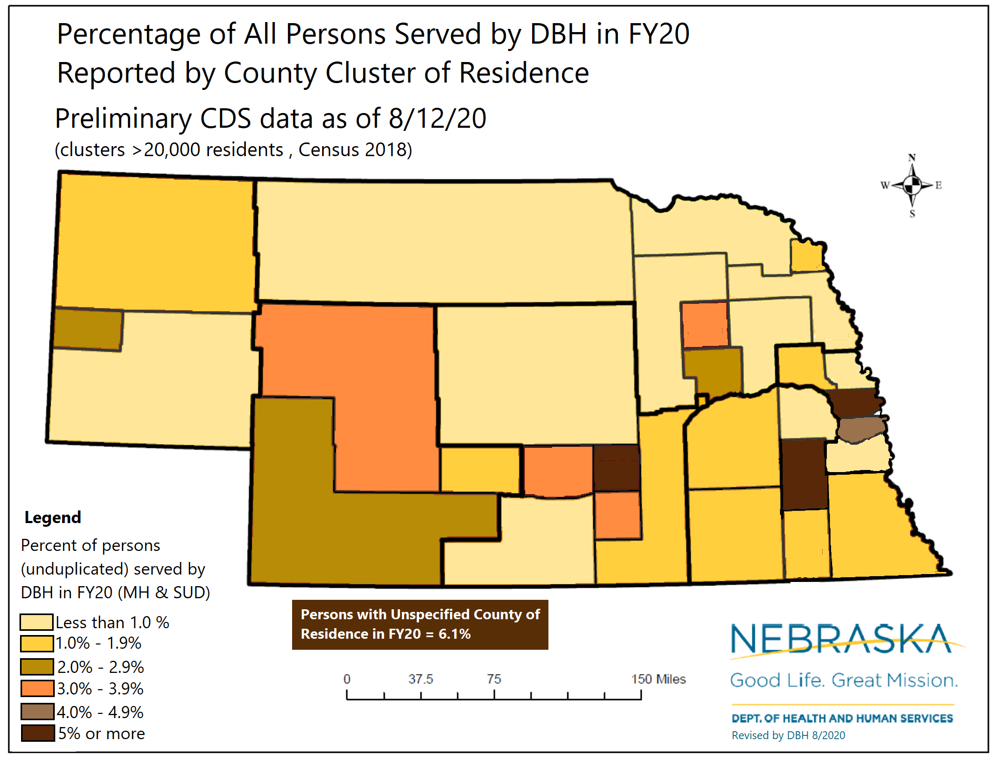 Percentage of All Persons Served by DBH in FY20
Reported by County Cluster of Residence
Preliminary CDS data as of 8/12/20
(clusters >20,000 residents , Census 2018)
N
W E
S
Legend
Percent of persons
(unduplicated) served by
DBH in FY20 (MH & SUD)
Less than 1.0 %
1.0% - 1.9%
2.0% - 2.9%
3.0% - 3.9%
4.0% - 4.9%
5% or more
Persons with Unspecified County of
Residence in FY20 = 6.1%
0 37.5 75 150 Miles
NEBRASKA
Good Life. Great Mission.
DEPT. OF HEALTH AND HUMAN SERVICES
Revised by DBH 8/2020